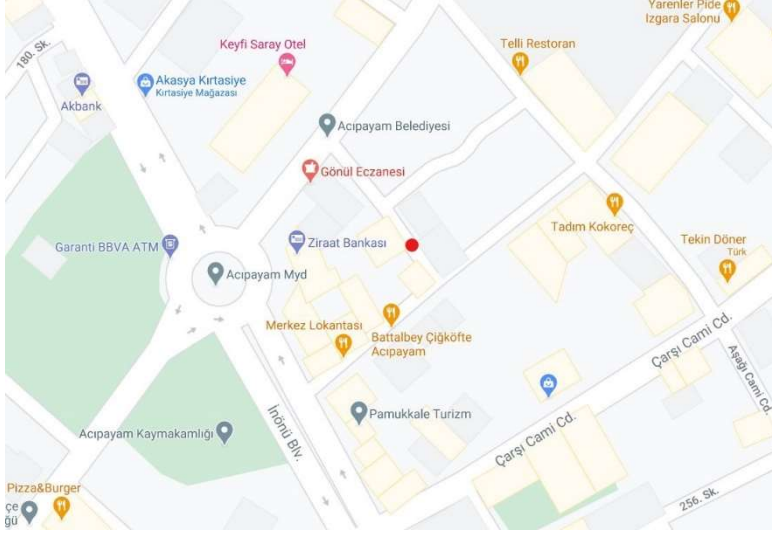 Yarenler Pide
Izgara Salonu
Telli Restoran
Keyfi Saray Otel
180. Sk.
Akbank
Akasya Kırtasiye
Kırtasiye Mağazası
Acıpayam Belediyesi
Gönül Eczanesi
Garanti BBVA ATM
Ziraat Bankası
Tadım Kokoreç
Tekin Döner
Türk
Acıpayam Myd
Merkez Lokantası
Battalbey Çiğköfte
Acıpayam
Çarşı Cami Cd.
Aşağı Cami Cd.
Pamukkale Turizm
Acıpayam Kaymakamlığı
İnönü Blv.
Çarşı Cami Cd.
Pizza&Burger
256. Sk.
çe
ğü